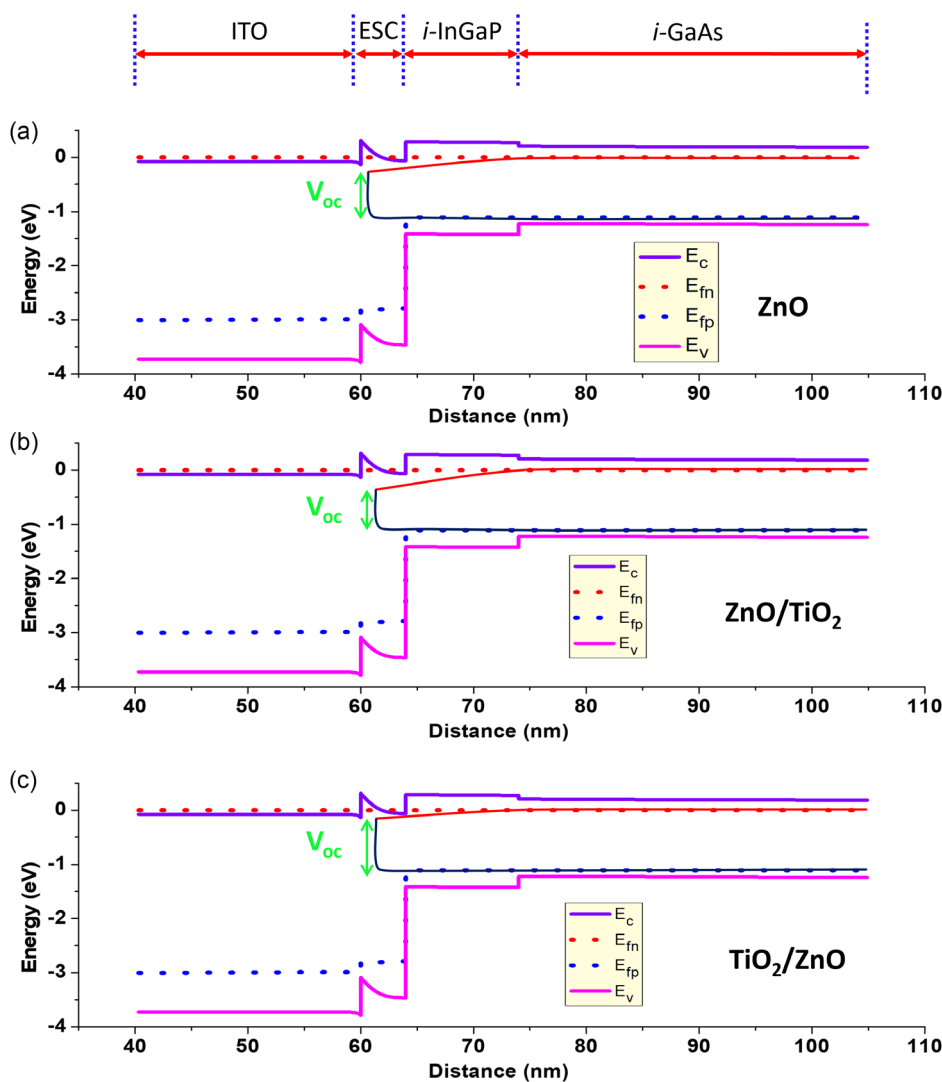 ITO ESC i-InGaP i-GaAs
(a)
0
-1
-2
-3
-4
Energy (eV)
Voc
Ec
Efn
Efp
Ev
ZnO
40 50 60 70 80 90 100 110
Distance (nm)
(b)
0
-1
-2
-3
-4
Energy (eV)
Voc
Ec
Efn
Efp
Ev
ZnO/TiO2
40 50 60 70 80 90 100 110
Distance (nm)
(c)
0
-1
-2
-3
-4
Energy (eV)
Voc
Ec
Efn
Efp
Ev
TiO2/ZnO
40 50 60 70 80 90 100 110
Distance (nm)